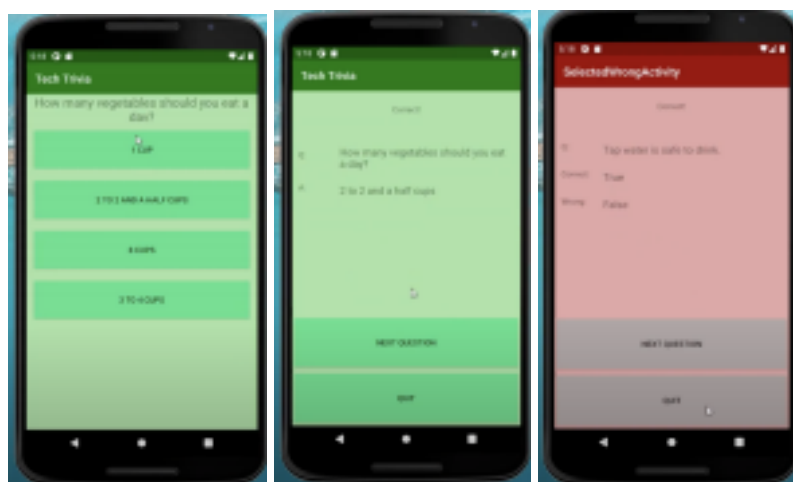 Tech Trivia
How many vegetables should you eat a
day?
1 CUP
2 TO 2 AND A HALF CUPS
CUPS
3 TO 4 CUPS
Tech Trivia
Correct!
Q:
How many vegetables should you eat
a day?
A:
2 to 2 and a half cups
NEXT QUESTION
QUIT
SelectedWrongActivity
Q:
Tap water is safe to drink.
Correct:
True
Wrong:
False
NEXT QUESTION
QUIT